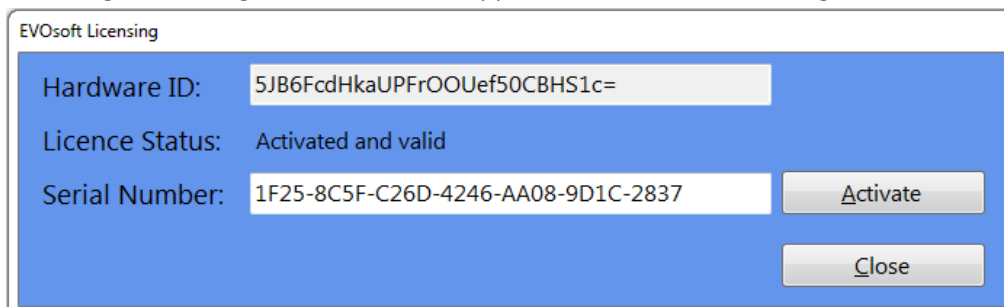 EVOsoft Licensing
Hardware ID: 5JB6FcdHkaUPFrOOUef50CBHS1c=
Licence Status: Activated and valid
Serial Number: 1F25-8C5F-C26D-4246-AA08-9D1C-2837 Activate
Close